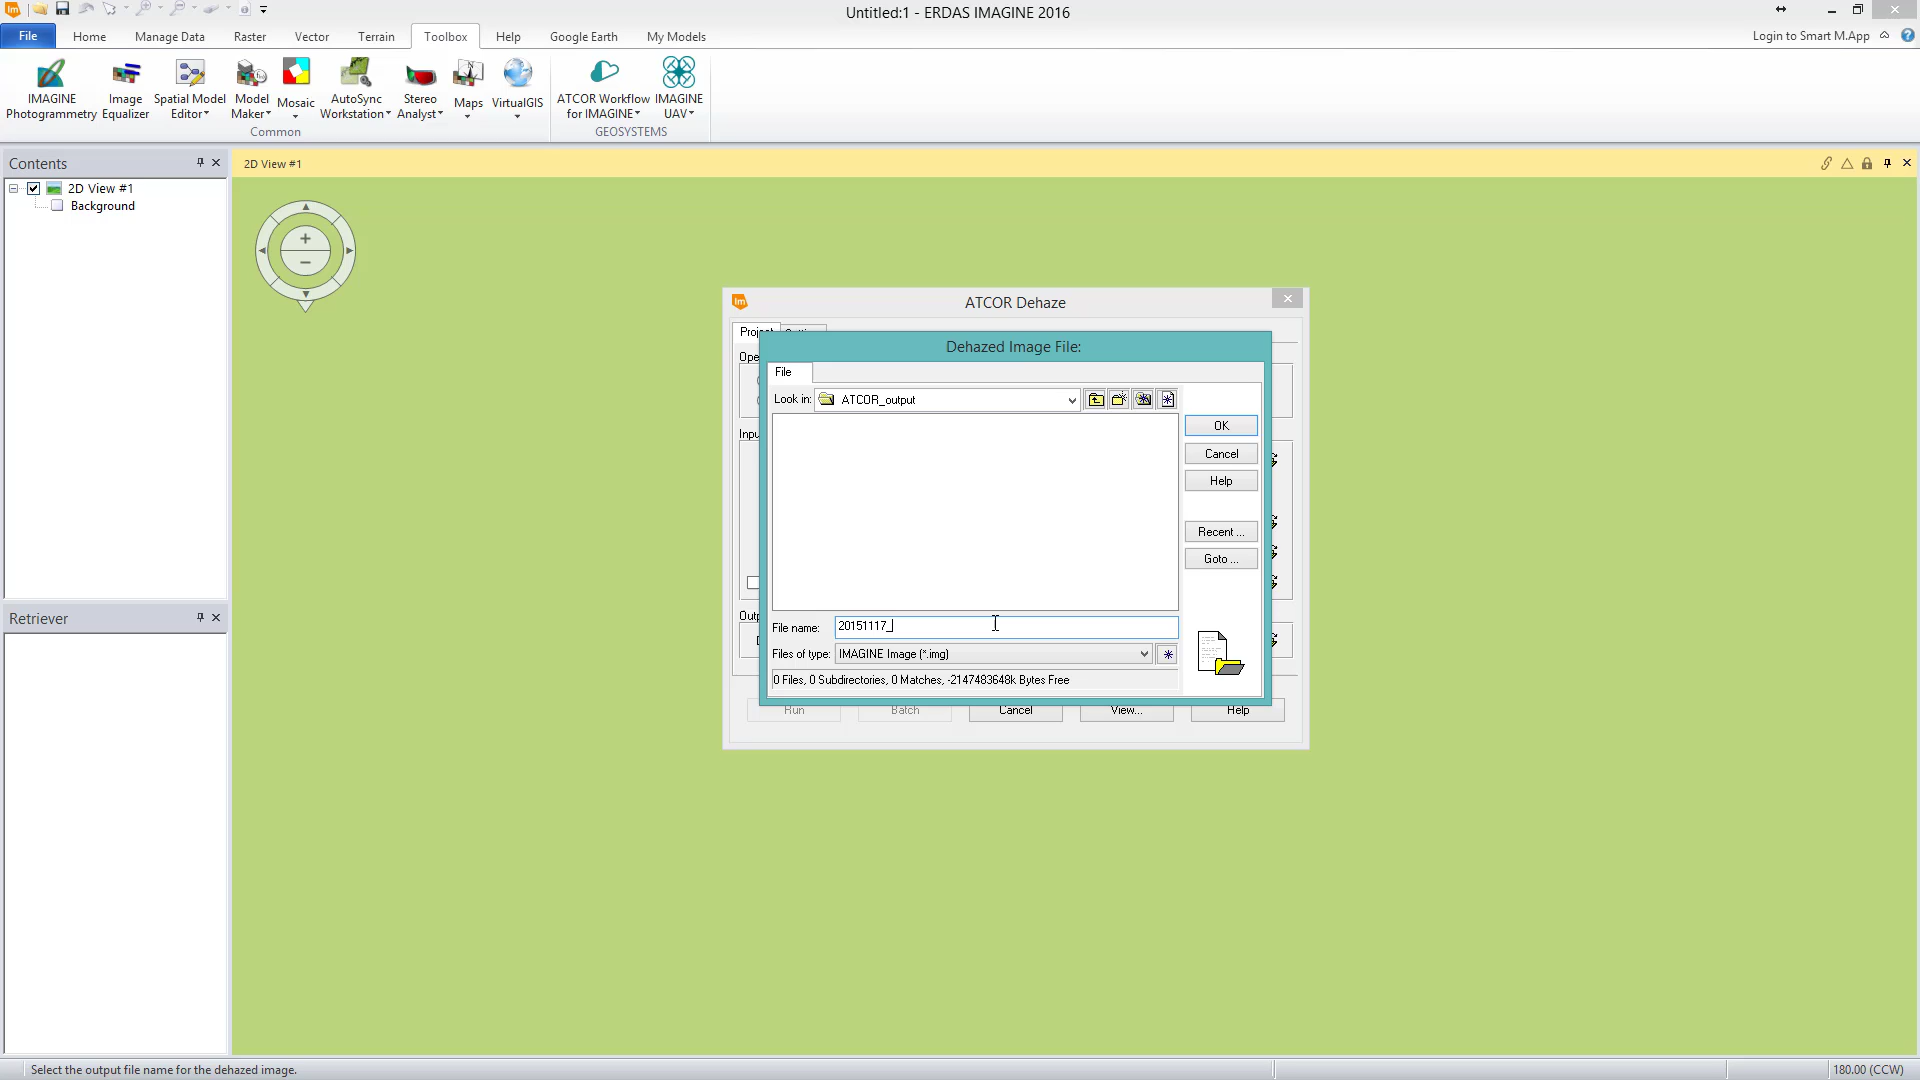 Untitled:1 - ERDAS IMAGINE 2016
File Home Manage Data Raster Vector Terrain Toolbox Help Google Earth My Models
Login to Smart M.App
IMAGINE Photogrammetry
Image Equalizer
Spatial Model Editor
Model Maker
Mosaic
AutoSync Workstation
Stereo Analyst
Maps
VirtualGIS
ATCOR Workflow for IMAGINE
IMAGINE UAV
Common
GEOSYSTEMS
Contents
2D View #1
Background
Retriever
2D View #1
ATCOR Dehaze
Dehazed Image File:
File
Look in: ATCOR_output
OK
Cancel
Help
Recent ...
Goto ...
File name: 20151117_
Files of type: IMAGINE Image (*.img)
0 Files, 0 Subdirectories, 0 Matches, -2147483648k Bytes Free
Run Batch Cancel View... Help
Select the output file name for the dehazed image.
180.00 (CCW)